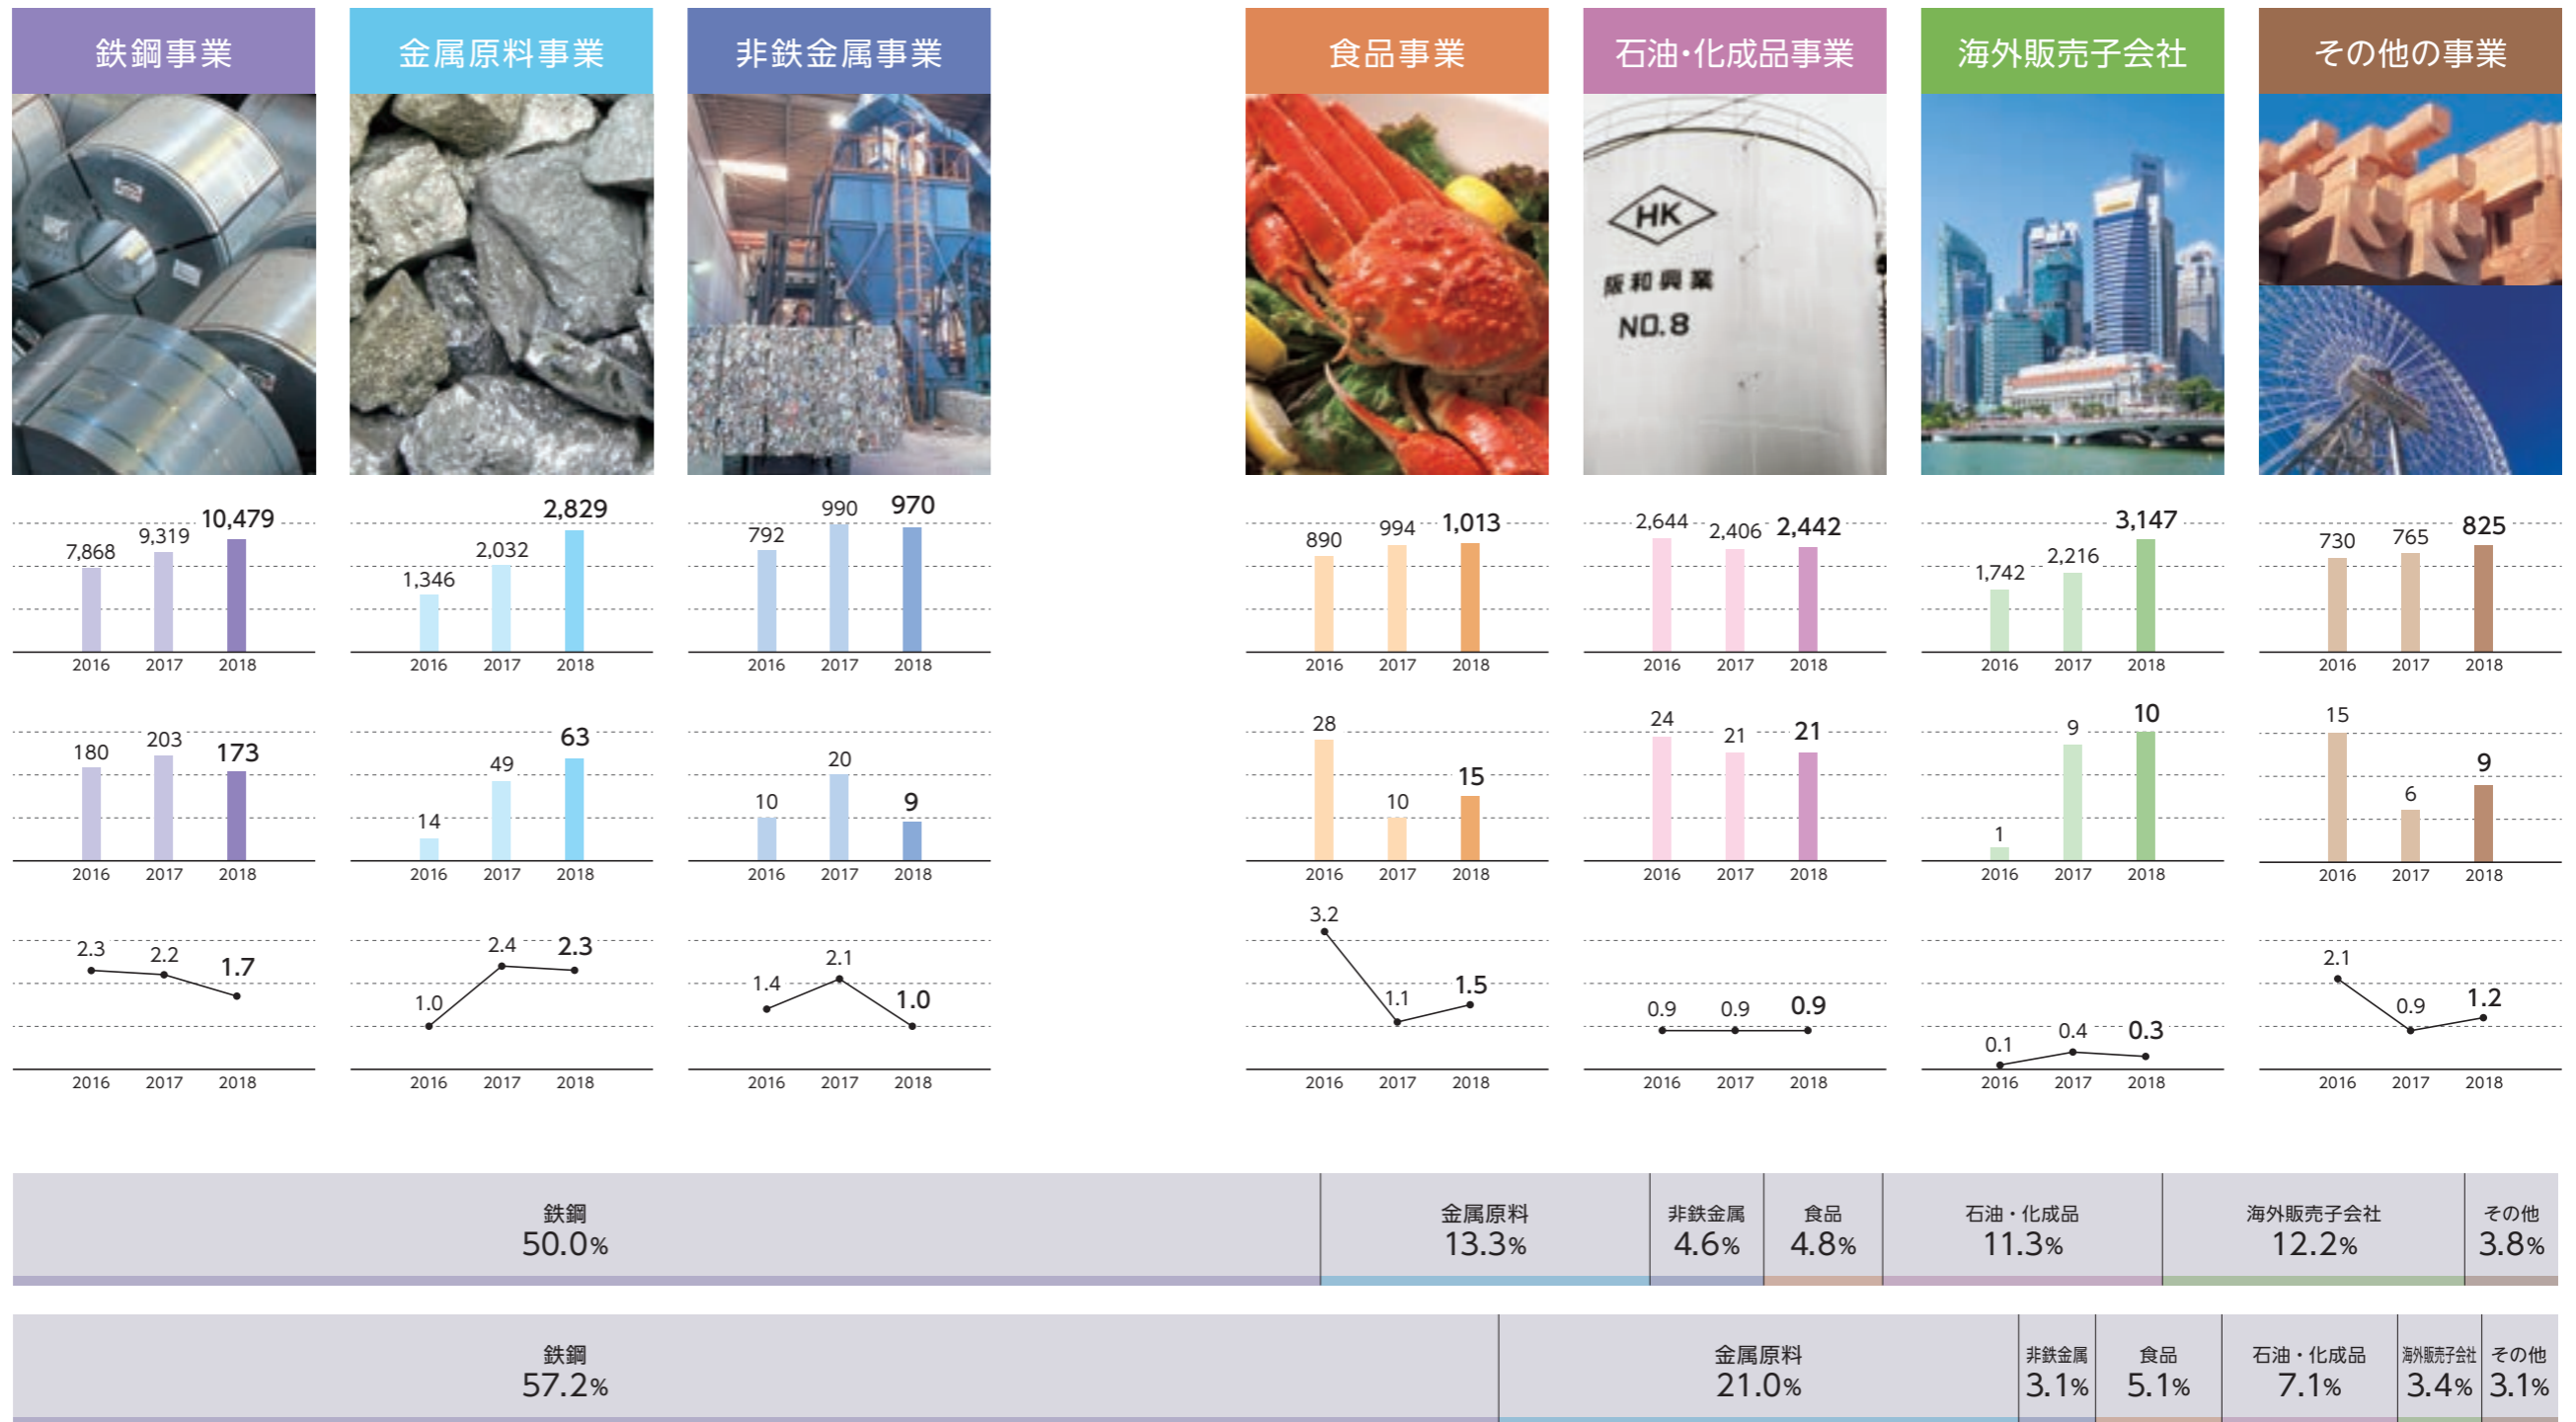 鉄鋼事業
金属原料事業
非鉄金属事業
食品事業
石油・化成品事業
海外販売子会社
その他の事業
HK
阪和興業
NO.8
7,868 9,319 10,479
2016 2017 2018
1,346 2,032 2,829
2016 2017 2018
792 990 970
2016 2017 2018
890 994 1,013
2016 2017 2018
2,644 2,406 2,442
2016 2017 2018
1,742 2,216 3,147
2016 2017 2018
730 765 825
2016 2017 2018
180 203 173
2016 2017 2018
14 49 63
2016 2017 2018
10 20 9
2016 2017 2018
28 10 15
2016 2017 2018
24 21 21
2016 2017 2018
1 9 10
2016 2017 2018
15 6 9
2016 2017 2018
2.3 2.2 1.7
2016 2017 2018
1.0 2.4 2.3
2016 2017 2018
1.4 2.1 1.0
2016 2017 2018
3.2 1.1 1.5
2016 2017 2018
0.9 0.9 0.9
2016 2017 2018
0.1 0.4 0.3
2016 2017 2018
2.1 0.9 1.2
2016 2017 2018
鉄鋼
50.0%
金属原料
13.3%
非鉄金属
4.6%
食品
4.8%
石油・化成品
11.3%
海外販売子会社
12.2%
その他
3.8%
鉄鋼
57.2%
金属原料
21.0%
非鉄金属
3.1%
食品
5.1%
石油・化成品
7.1%
海外販売子会社
3.4%
その他
3.1%